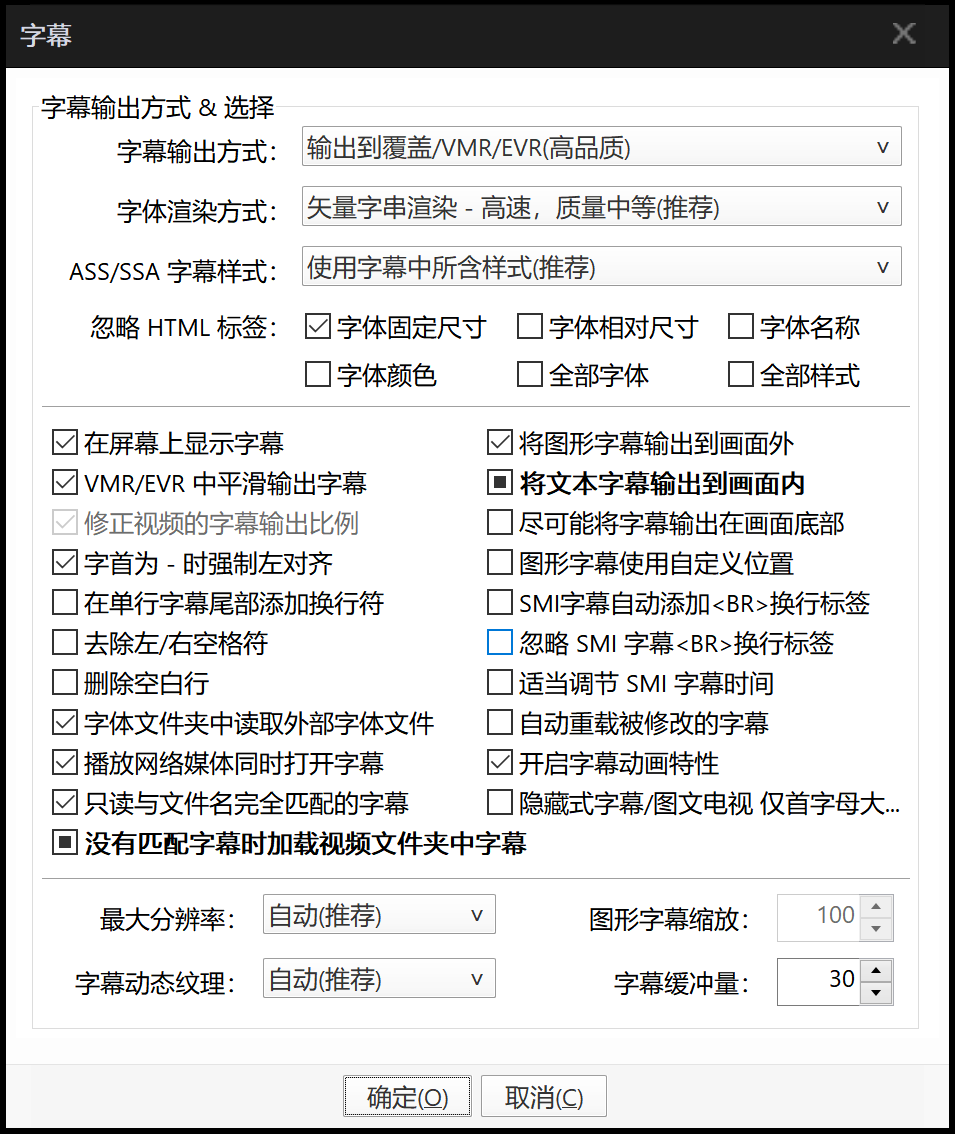 字幕
字幕输出方式 & 选择
字幕输出方式： 输出到覆盖/VMR/EVR(高品质)
字体渲染方式： 矢量字串渲染 - 高速，质量中等(推荐)
ASS/SSA 字幕样式： 使用字幕中所含样式(推荐)
忽略 HTML 标签： 字体固定尺寸 字体相对尺寸 字体名称
字体颜色 全部字体 全部样式
在屏幕上显示字幕 将图形字幕输出到画面外
VMR/EVR 中平滑输出字幕 将文本字幕输出到画面内
修正视频的字幕输出比例 尽可能将字幕输出在画面底部
字首为 - 时强制左对齐 图形字幕使用自定义位置
在单行字幕尾部添加换行符 SMI字幕自动添加<BR>换行标签
去除左/右空格符 忽略 SMI 字幕<BR>换行标签
删除空白行 适当调节 SMI 字幕时间
字体文件夹中读取外部字体文件 自动重载被修改的字幕
播放网络媒体同时打开字幕 开启字幕动画特性
只读与文件名完全匹配的字幕 隐藏式字幕/图文电视 仅首字母大...
没有匹配字幕时加载视频文件夹中字幕
最大分辨率： 自动(推荐) 图形字幕缩放： 100
字幕动态纹理： 自动(推荐) 字幕缓冲量： 30
确定(O) 取消(C)